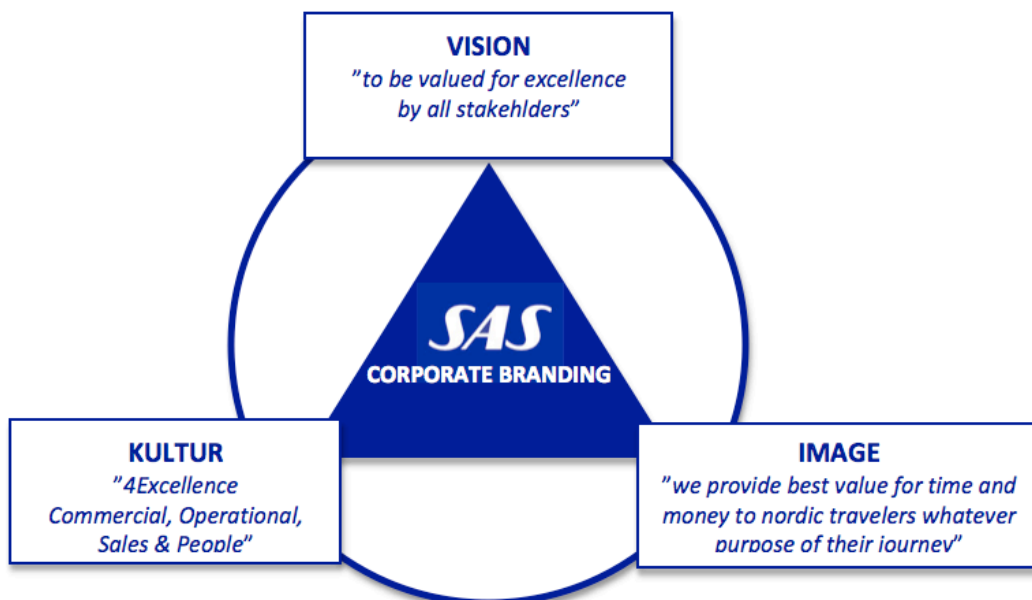 VISION
”to be valued for excellence
by all stakehlders”
SAS
CORPORATE BRANDING
KULTUR
”4Excellence
Commercial, Operational,
Sales & People”
IMAGE
”we provide best value for time and
money to nordic travelers whatever
purpose of their journey”